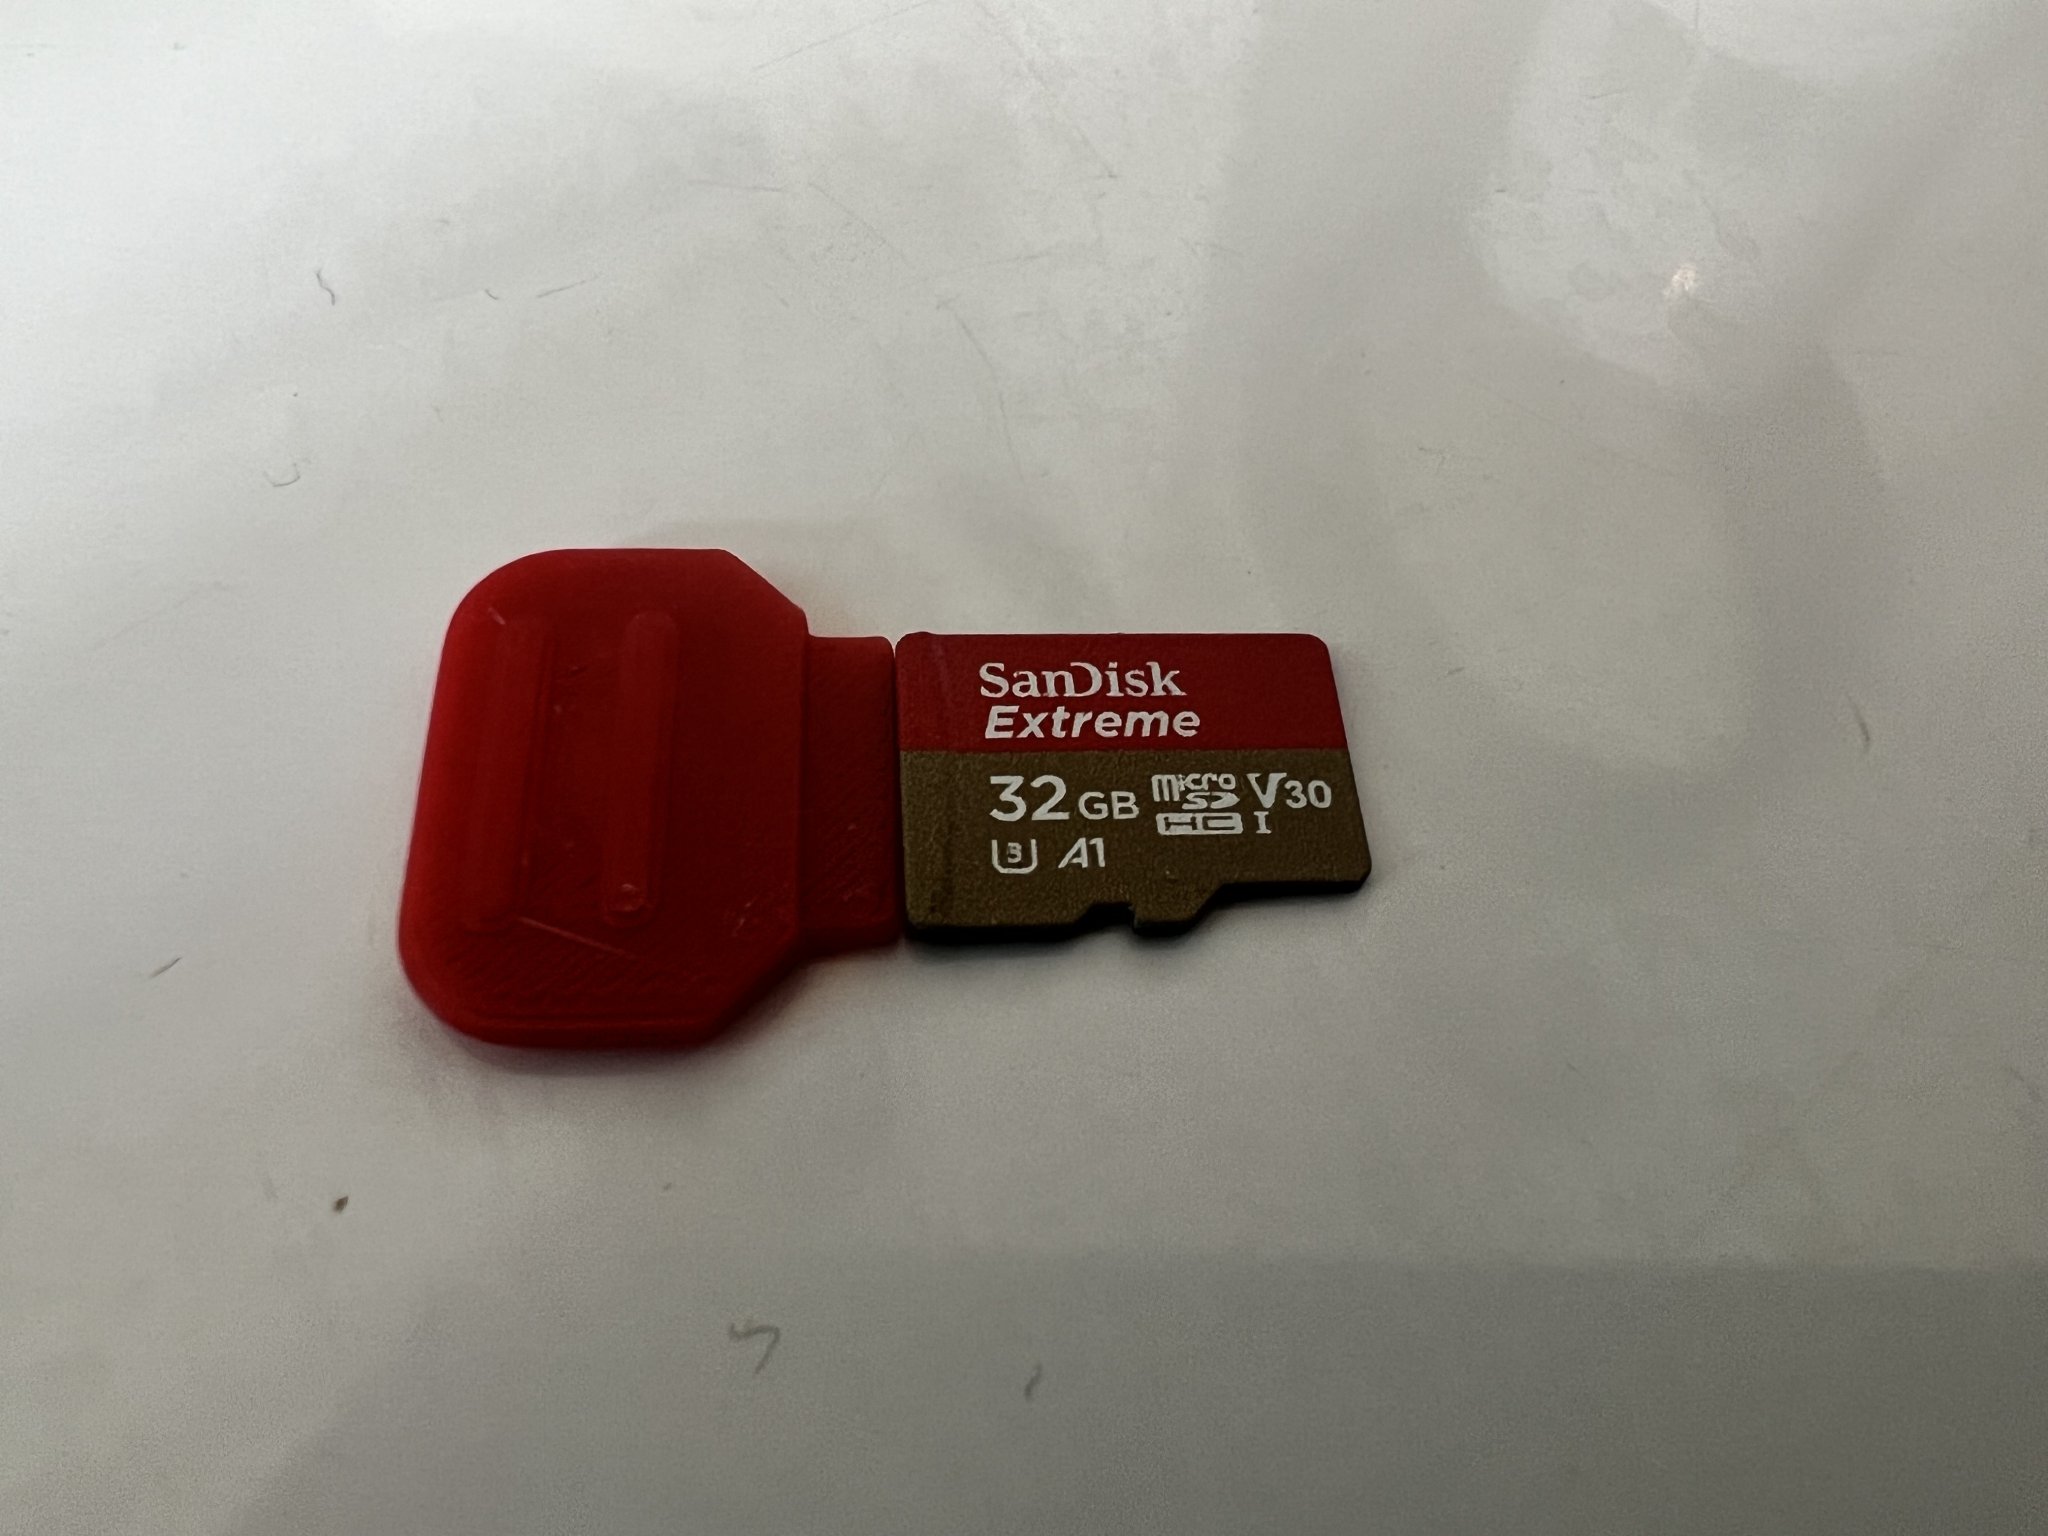 SanDisk
Extreme
32GB micro SD HC I V30
U3 A1